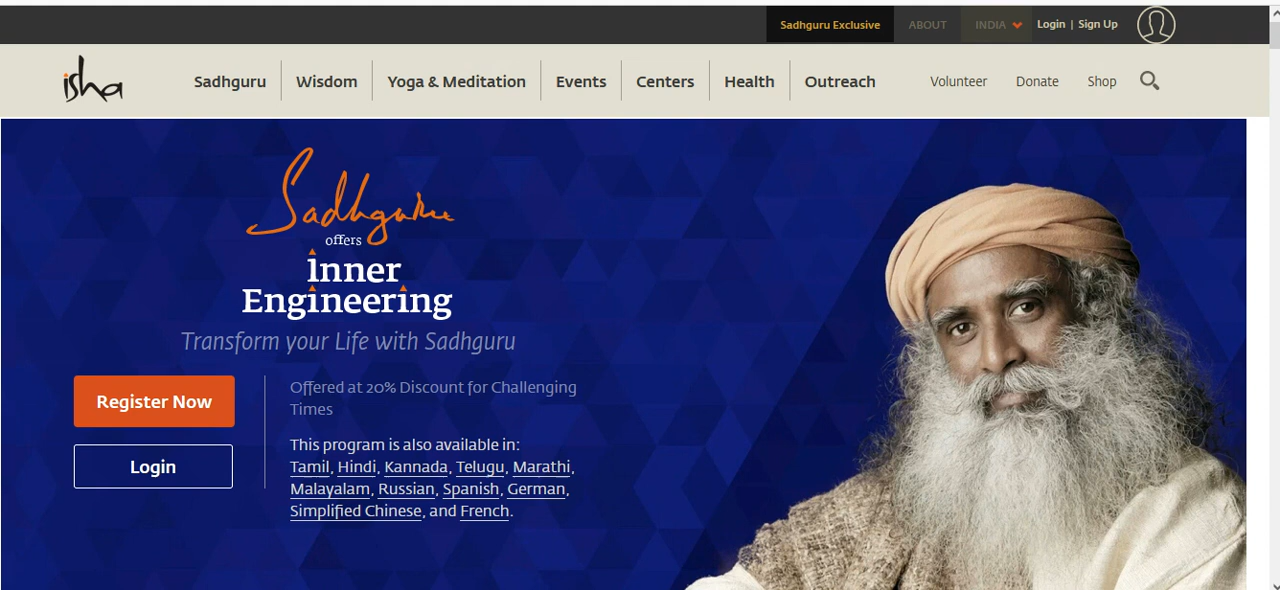 Sadhguru Exclusive ABOUT INDIA Login | Sign Up
isha Sadhguru Wisdom Yoga & Meditation Events Centers Health Outreach Volunteer Donate Shop
Sadhguru
offers
inner
Engineering
Transform your Life with Sadhguru
Register Now
Login
Offered at 20% Discount for Challenging
Times
This program is also available in:
Tamil, Hindi, Kannada, Telugu, Marathi,
Malayalam, Russian, Spanish, German,
Simplified Chinese, and French.